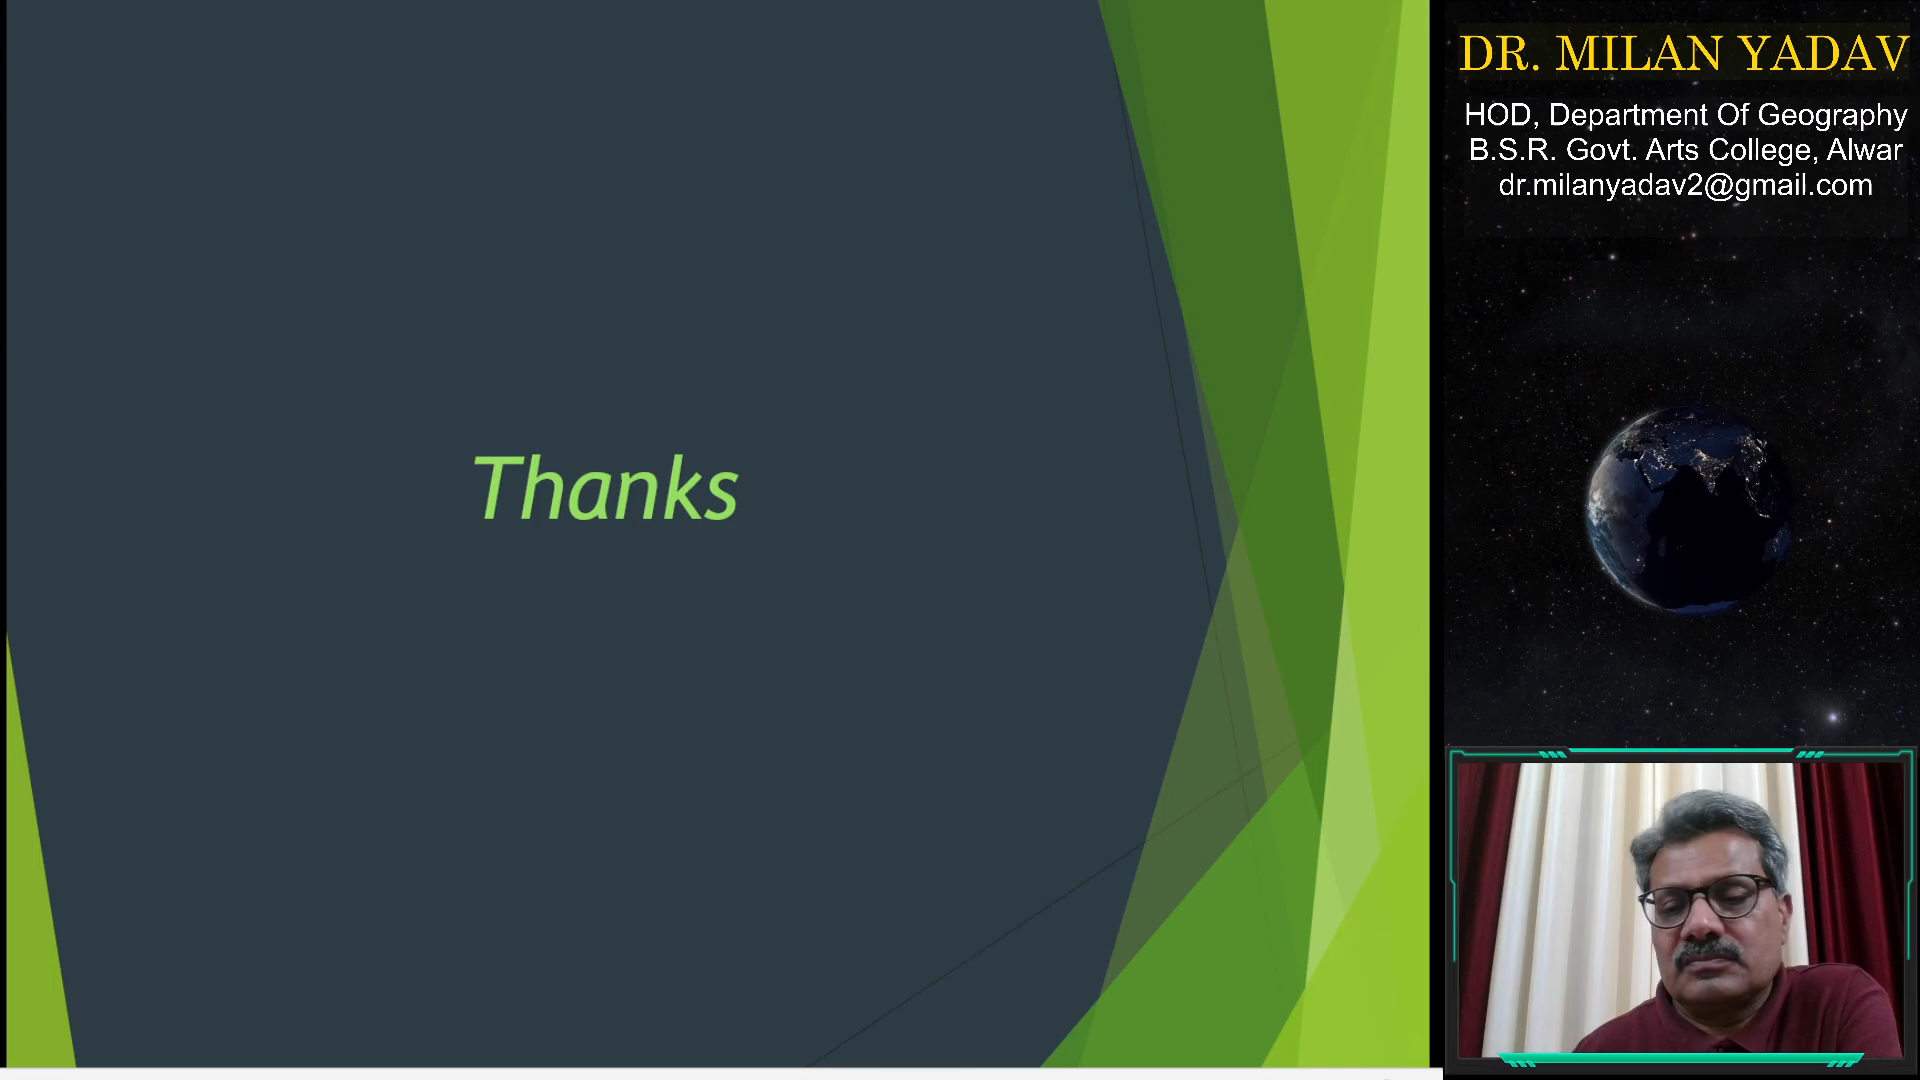 Thanks
DR. MILAN YADAV
HOD, Department Of Geography
B.S.R. Govt. Arts College, Alwar
dr.milanyadav2@gmail.com